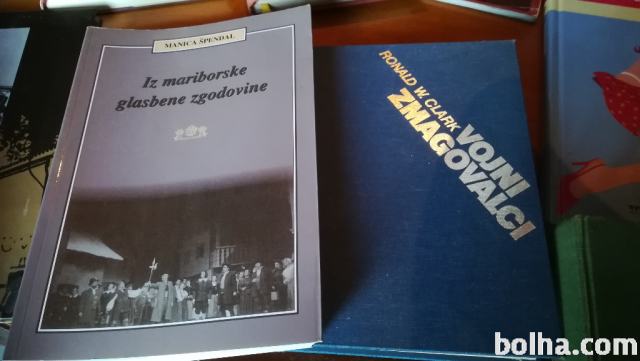 MANICA ŠPENDAL
Iz mariborske
glasbene zgodovine
RONALD W. CLARK
VOJNI
ZMAGOVALCI
bolha.com